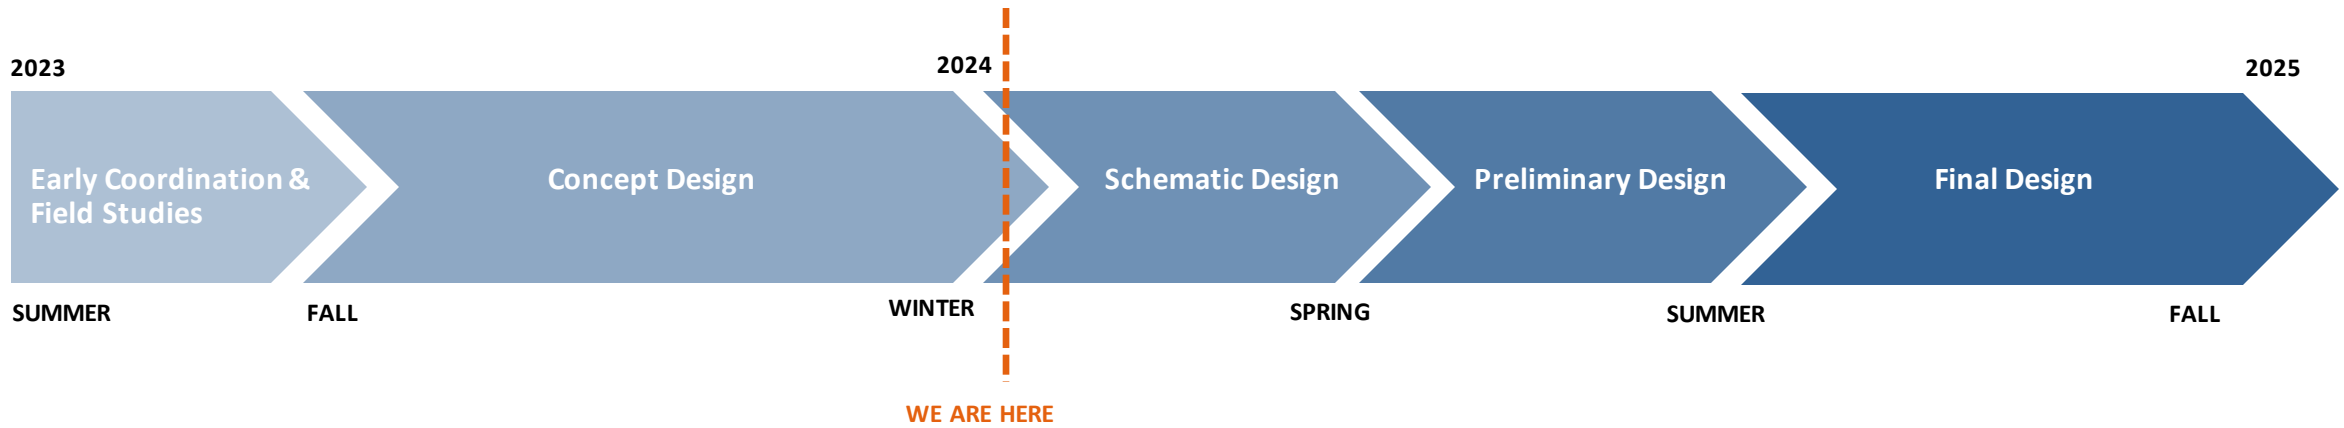 2023
2024
2025
Early Coordination &
Field Studies
Concept Design
Schematic Design
Preliminary Design
Final Design
SUMMER
FALL
WINTER
SPRING
SUMMER
FALL
WE ARE HERE